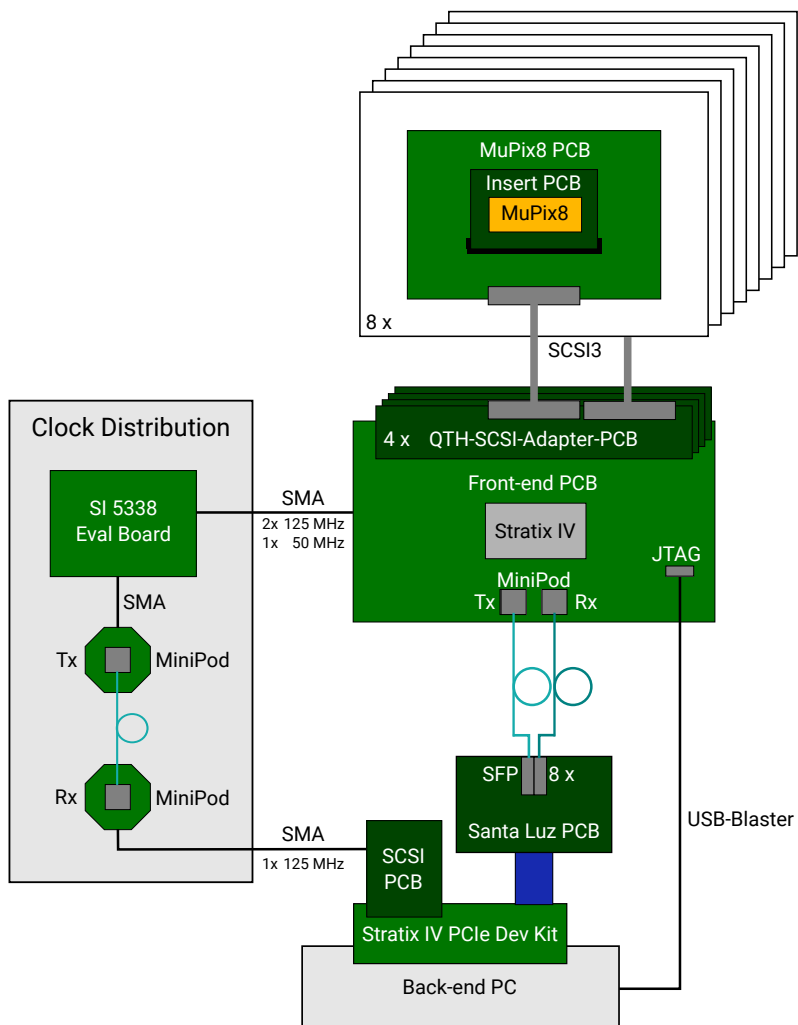 MuPix8 PCB
Insert PCB
MuPix8
8 x
SCSI3
4 x QTH-SCSI-Adapter-PCB
Front-end PCB
Stratix IV
JTAG
MiniPod
Tx
Rx
Clock Distribution
SI 5338
Eval Board
SMA
2x 125 MHz
1x 50 MHz
SMA
Tx
MiniPod
Rx
MiniPod
SMA
1x 125 MHz
SCSI
PCB
SFP
8 x
Santa Luz PCB
USB-Blaster
Stratix IV PCIe Dev Kit
Back-end PC